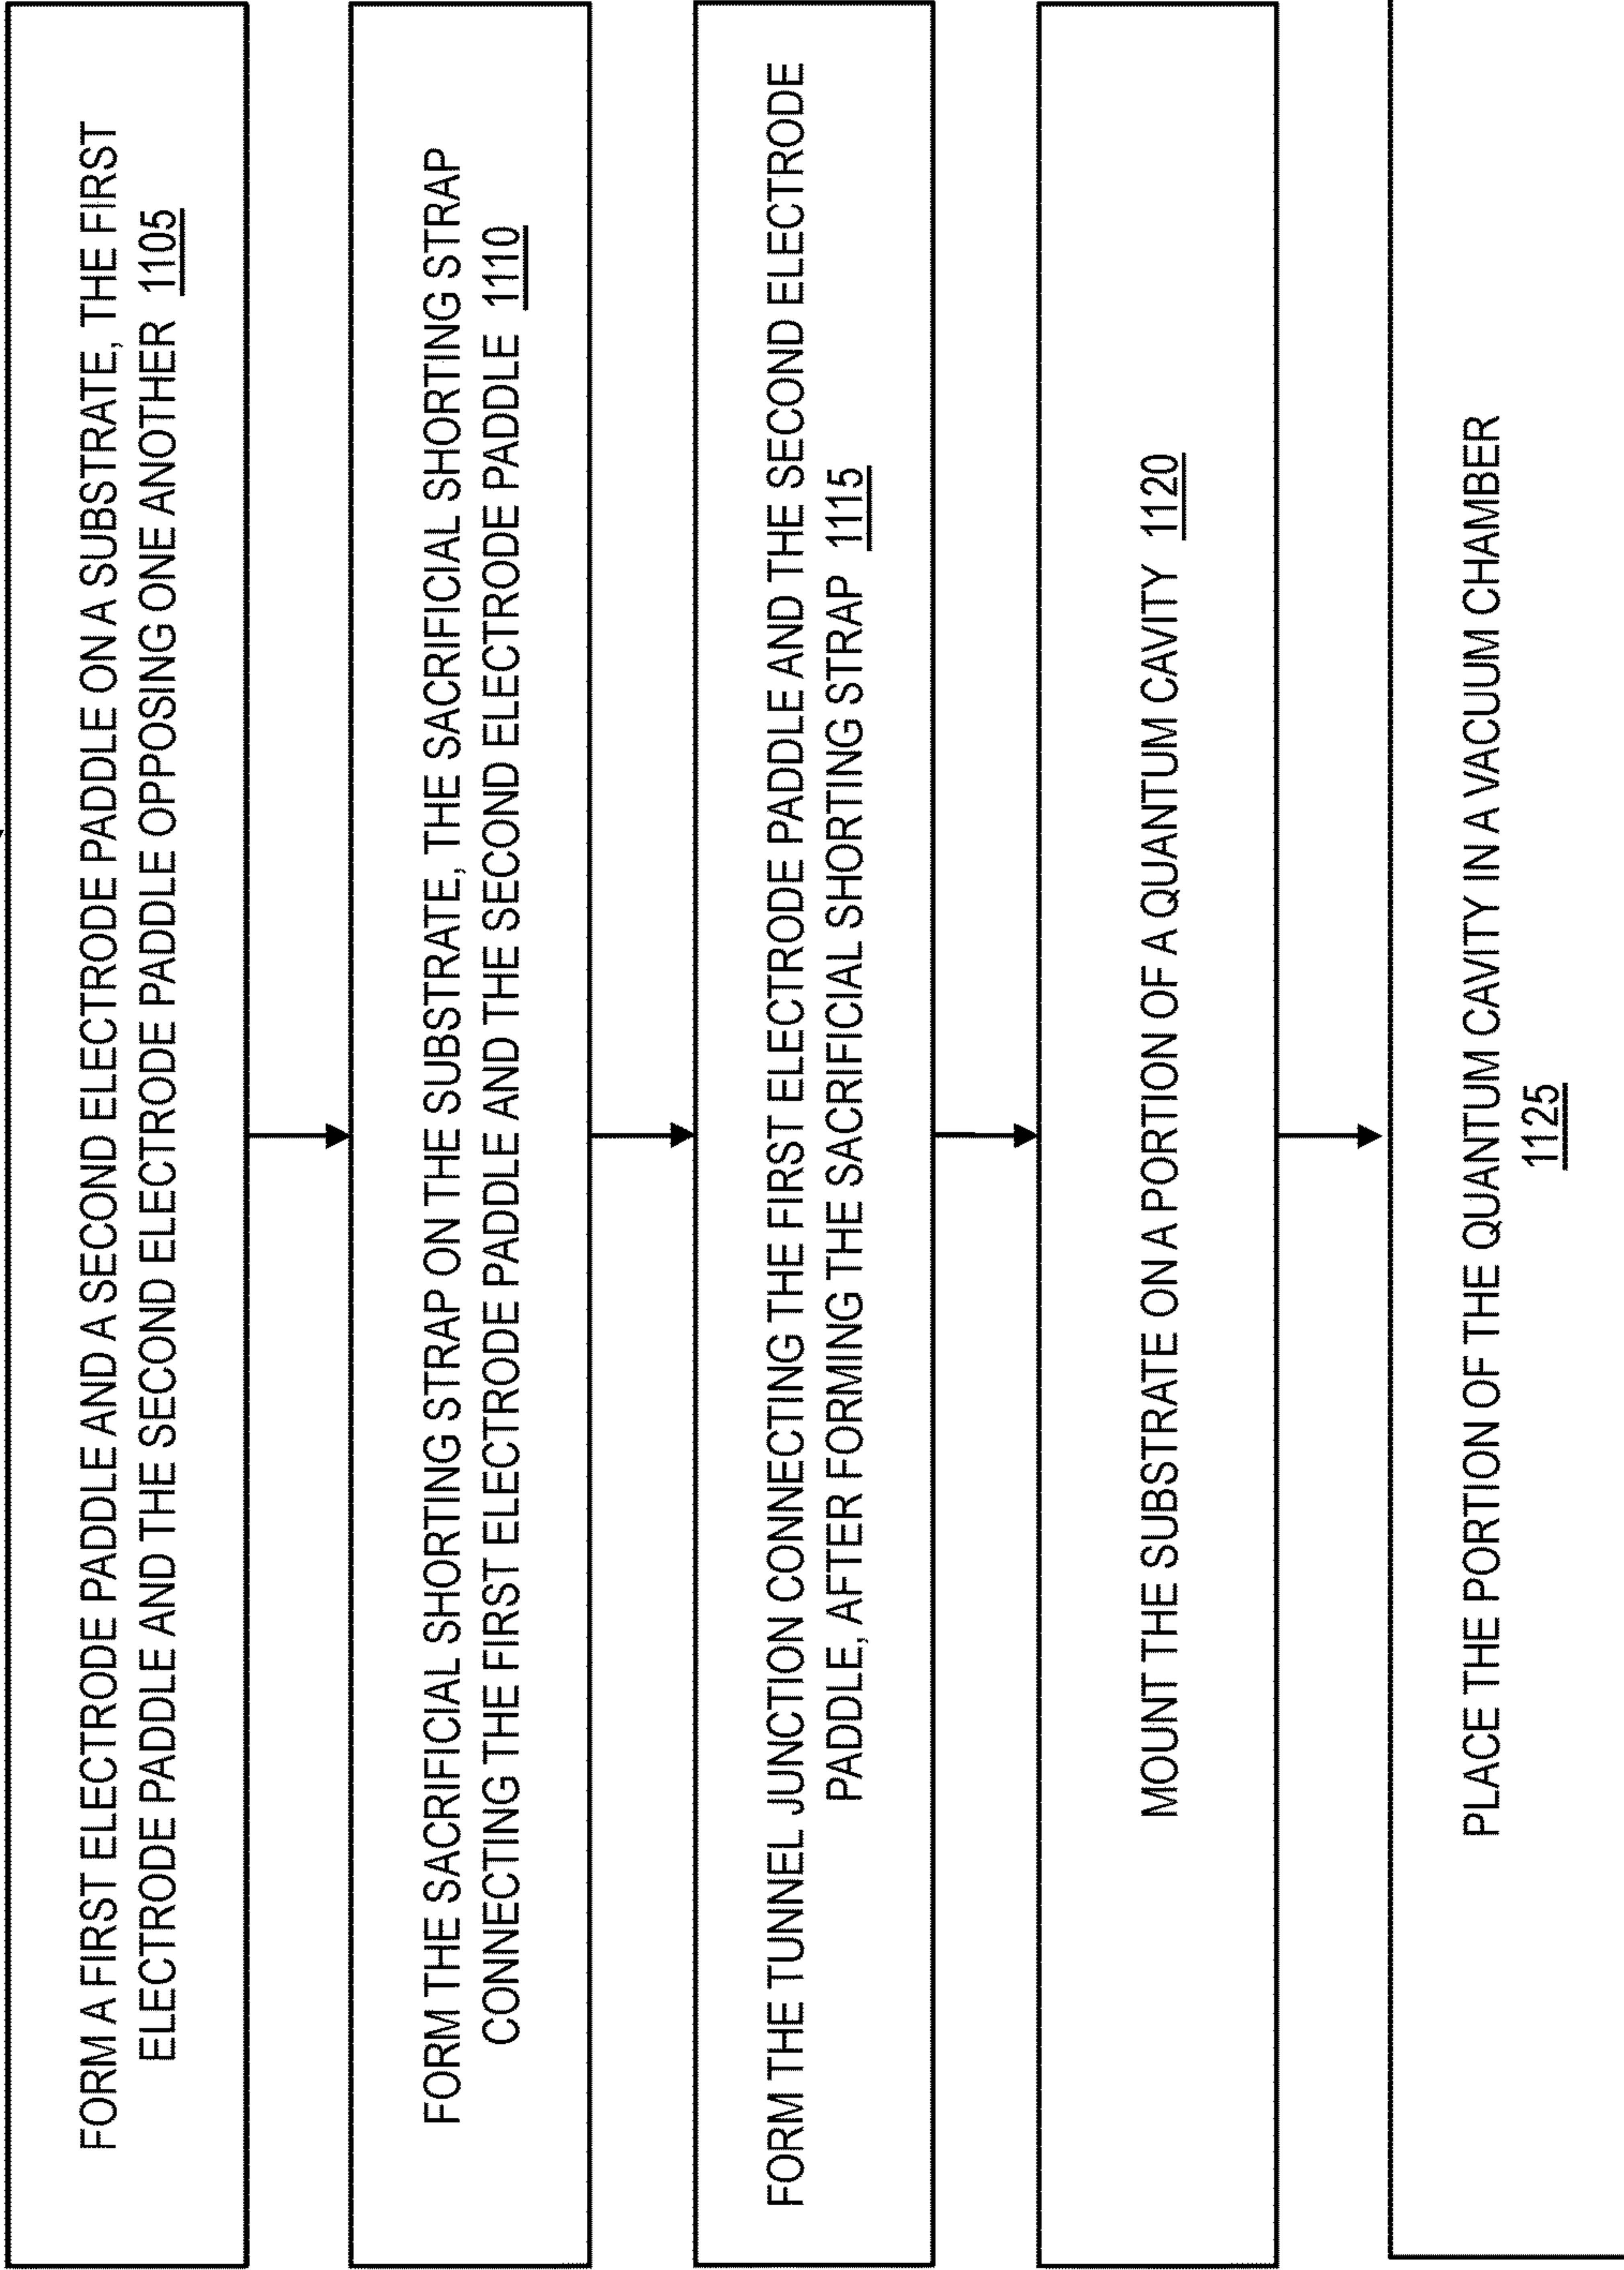 FORM A FIRST ELECTRODE PADDLE AND A SECOND ELECTRODE PADDLE ON A SUBSTRATE, THE FIRST
ELECTRODE PADDLE AND THE SECOND ELECTRODE PADDLE OPPOSING ONE ANOTHER 1105
FORM THE SACRIFICIAL SHORTING STRAP ON THE SUBSTRATE, THE SACRIFICIAL SHORTING STRAP
CONNECTING THE FIRST ELECTRODE PADDLE AND THE SECOND ELECTRODE PADDLE 1110
FORM THE TUNNEL JUNCTION CONNECTING THE FIRST ELECTRODE PADDLE AND THE SECOND ELECTRODE
PADDLE, AFTER FORMING THE SACRIFICIAL SHORTING STRAP 1115
MOUNT THE SUBSTRATE ON A PORTION OF A QUANTUM CAVITY 1120
PLACE THE PORTION OF THE QUANTUM CAVITY IN A VACUUM CHAMBER
1125